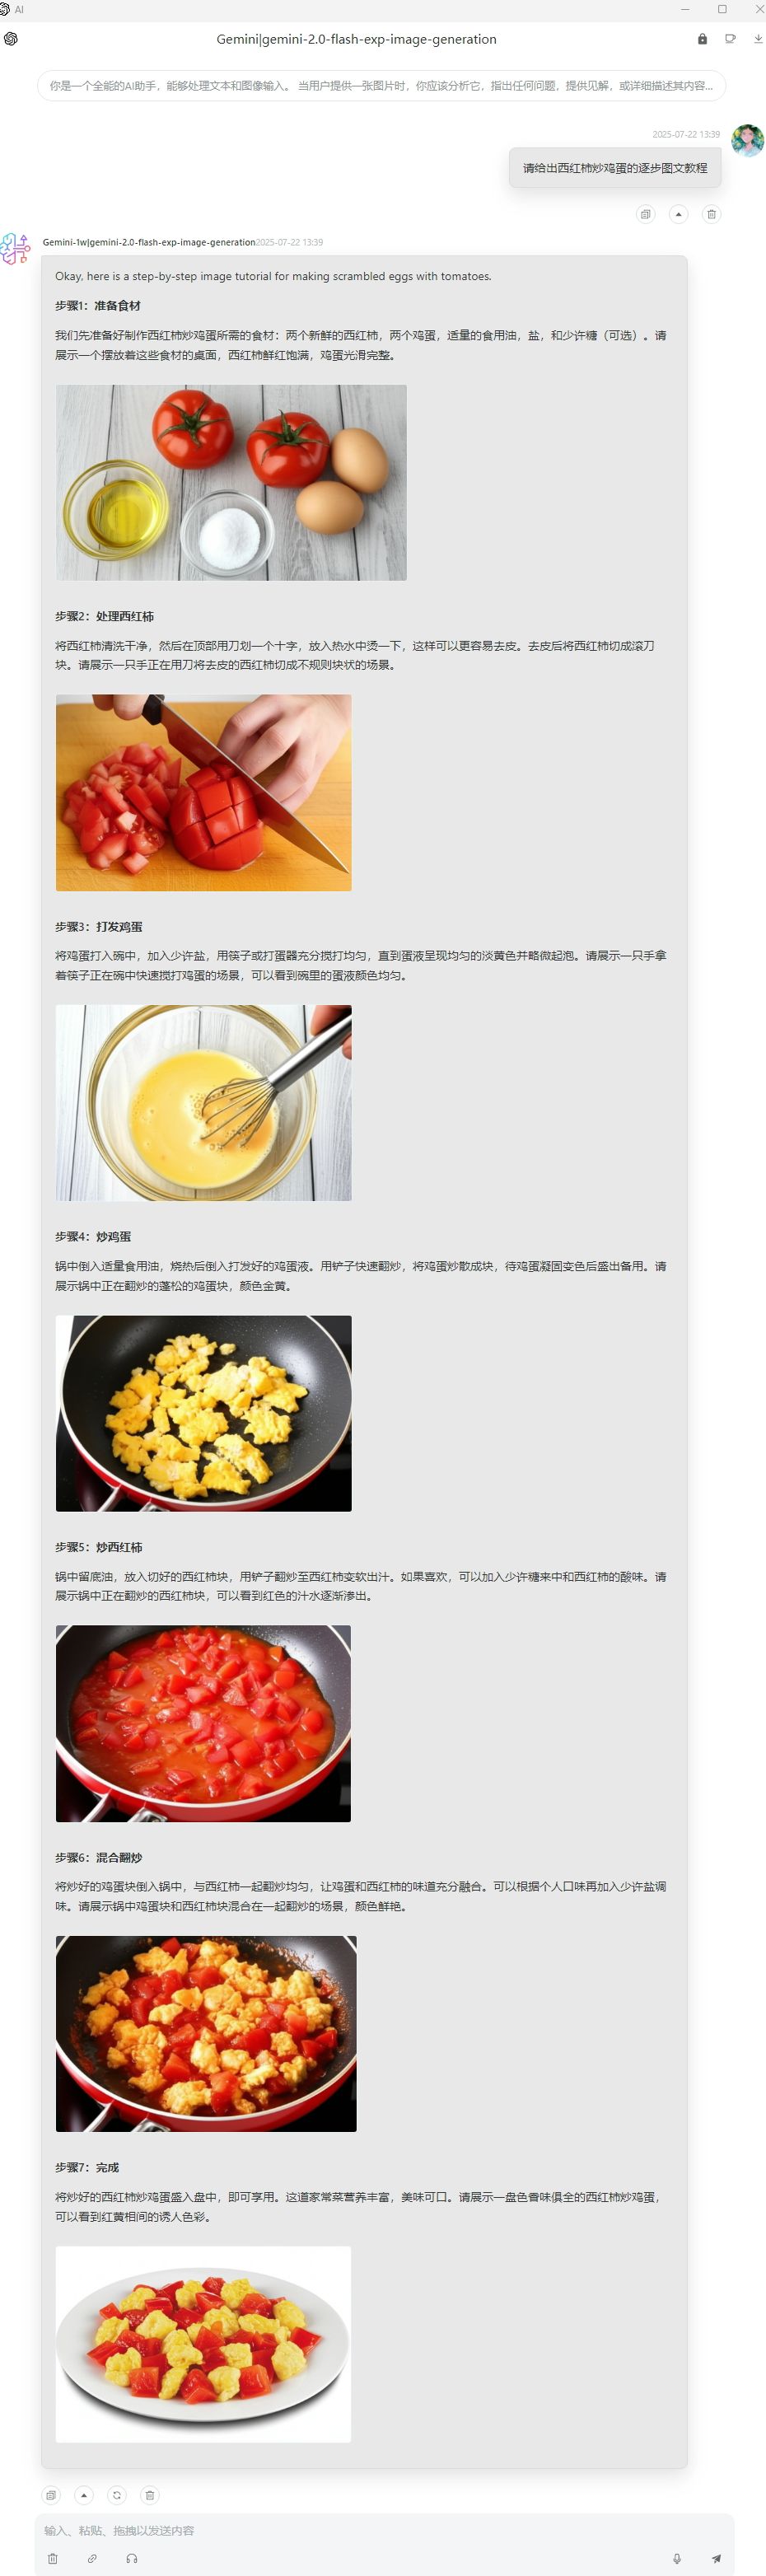 AI
Gemini|gemini-2.0-flash-exp-image-generation
你是一个全能的AI助手，能够处理文本和图像输入。 当用户提供一张图片时，你应该分析它，指出任何问题，提供见解，或详细描述其内容...
2025-07-22 13:39
请给出西红柿炒鸡蛋的逐步图文教程
Gemini-1w|gemini-2.0-flash-exp-image-generation2025-07-22 13:39
Okay, here is a step-by-step image tutorial for making scrambled eggs with tomatoes.
步骤1：准备食材
我们先准备好制作西红柿炒鸡蛋所需的食材：两个新鲜的西红柿，两个鸡蛋，适量的食用油，盐，和少许糖（可选）。请
展示一个摆放着这些食材的桌面，西红柿鲜红饱满，鸡蛋光滑完整。
步骤2：处理西红柿
将西红柿清洗干净，然后在顶部用刀划一个十字，放入热水中烫一下，这样可以更容易去皮。去皮后将西红柿切成滚刀
块。请展示一只手正在用刀将去皮的西红柿切成不规则块状的场景。
步骤3：打发鸡蛋
将鸡蛋打入碗中，加入少许盐，用筷子或打蛋器充分搅打均匀，直到蛋液呈现均匀的淡黄色并略微起泡。请展示一只手拿
着筷子正在碗中快速搅打鸡蛋的场景，可以看到碗里的蛋液颜色均匀。
步骤4：炒鸡蛋
锅中倒入适量食用油，烧热后倒入打发好的鸡蛋液。用铲子快速翻炒，将鸡蛋炒散成块，待鸡蛋凝固变色后盛出备用。请
展示锅中正在翻炒的蓬松的鸡蛋块，颜色金黄。
步骤5：炒西红柿
锅中留底油，放入切好的西红柿块，用铲子翻炒至西红柿变软出汁。如果喜欢，可以加入少许糖来中和西红柿的酸味。请
展示锅中正在翻炒的西红柿块，可以看到红色的汁水逐渐渗出。
步骤6：混合翻炒
将炒好的鸡蛋块倒入锅中，与西红柿一起翻炒均匀，让鸡蛋和西红柿的味道充分融合。可以根据个人口味再加入少许盐调
味。请展示锅中鸡蛋块和西红柿块混合在一起翻炒的场景，颜色鲜艳。
步骤7：完成
将炒好的西红柿炒鸡蛋盛入盘中，即可享用。这道家常菜营养丰富，美味可口。请展示一盘色香味俱全的西红柿炒鸡蛋，
可以看到红黄相间的诱人色彩。
输入、粘贴、拖拽以发送内容